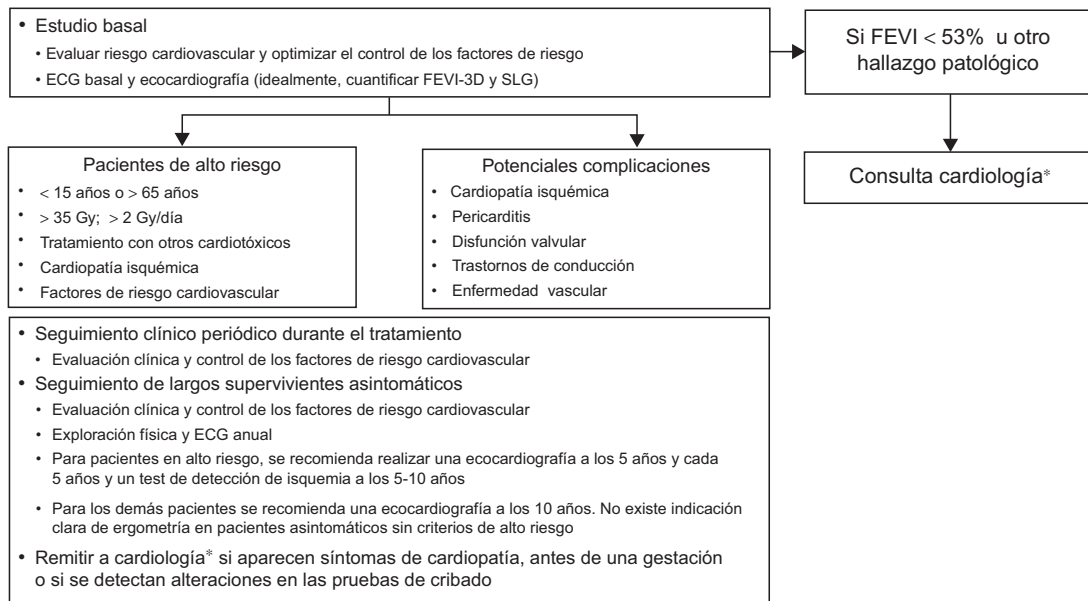 • Estudio basal
• Evaluar riesgo cardiovascular y optimizar el control de los factores de riesgo
• ECG basal y ecocardiografía (idealmente, cuantificar FEVI-3D y SLG)
Si FEVI < 53% u otro
hallazgo patológico
Consulta cardiología*
Pacientes de alto riesgo
• < 15 años o > 65 años
• > 35 Gy; > 2 Gy/día
• Tratamiento con otros cardiotóxicos
• Cardiopatía isquémica
• Factores de riesgo cardiovascular
Potenciales complicaciones
• Cardiopatía isquémica
• Pericarditis
• Disfunción valvular
• Trastornos de conducción
• Enfermedad vascular
• Seguimiento clínico periódico durante el tratamiento
• Evaluación clínica y control de los factores de riesgo cardiovascular
• Seguimiento de largos supervivientes asintomáticos
• Evaluación clínica y control de los factores de riesgo cardiovascular
• Exploración física y ECG anual
• Para pacientes en alto riesgo, se recomienda realizar una ecocardiografía a los 5 años y cada
5 años y un test de detección de isquemia a los 5-10 años
• Para los demás pacientes se recomienda una ecocardiografía a los 10 años. No existe indicación
clara de ergometría en pacientes asintomáticos sin criterios de alto riesgo
• Remitir a cardiología* si aparecen síntomas de cardiopatía, antes de una gestación
o si se detectan alteraciones en las pruebas de cribado